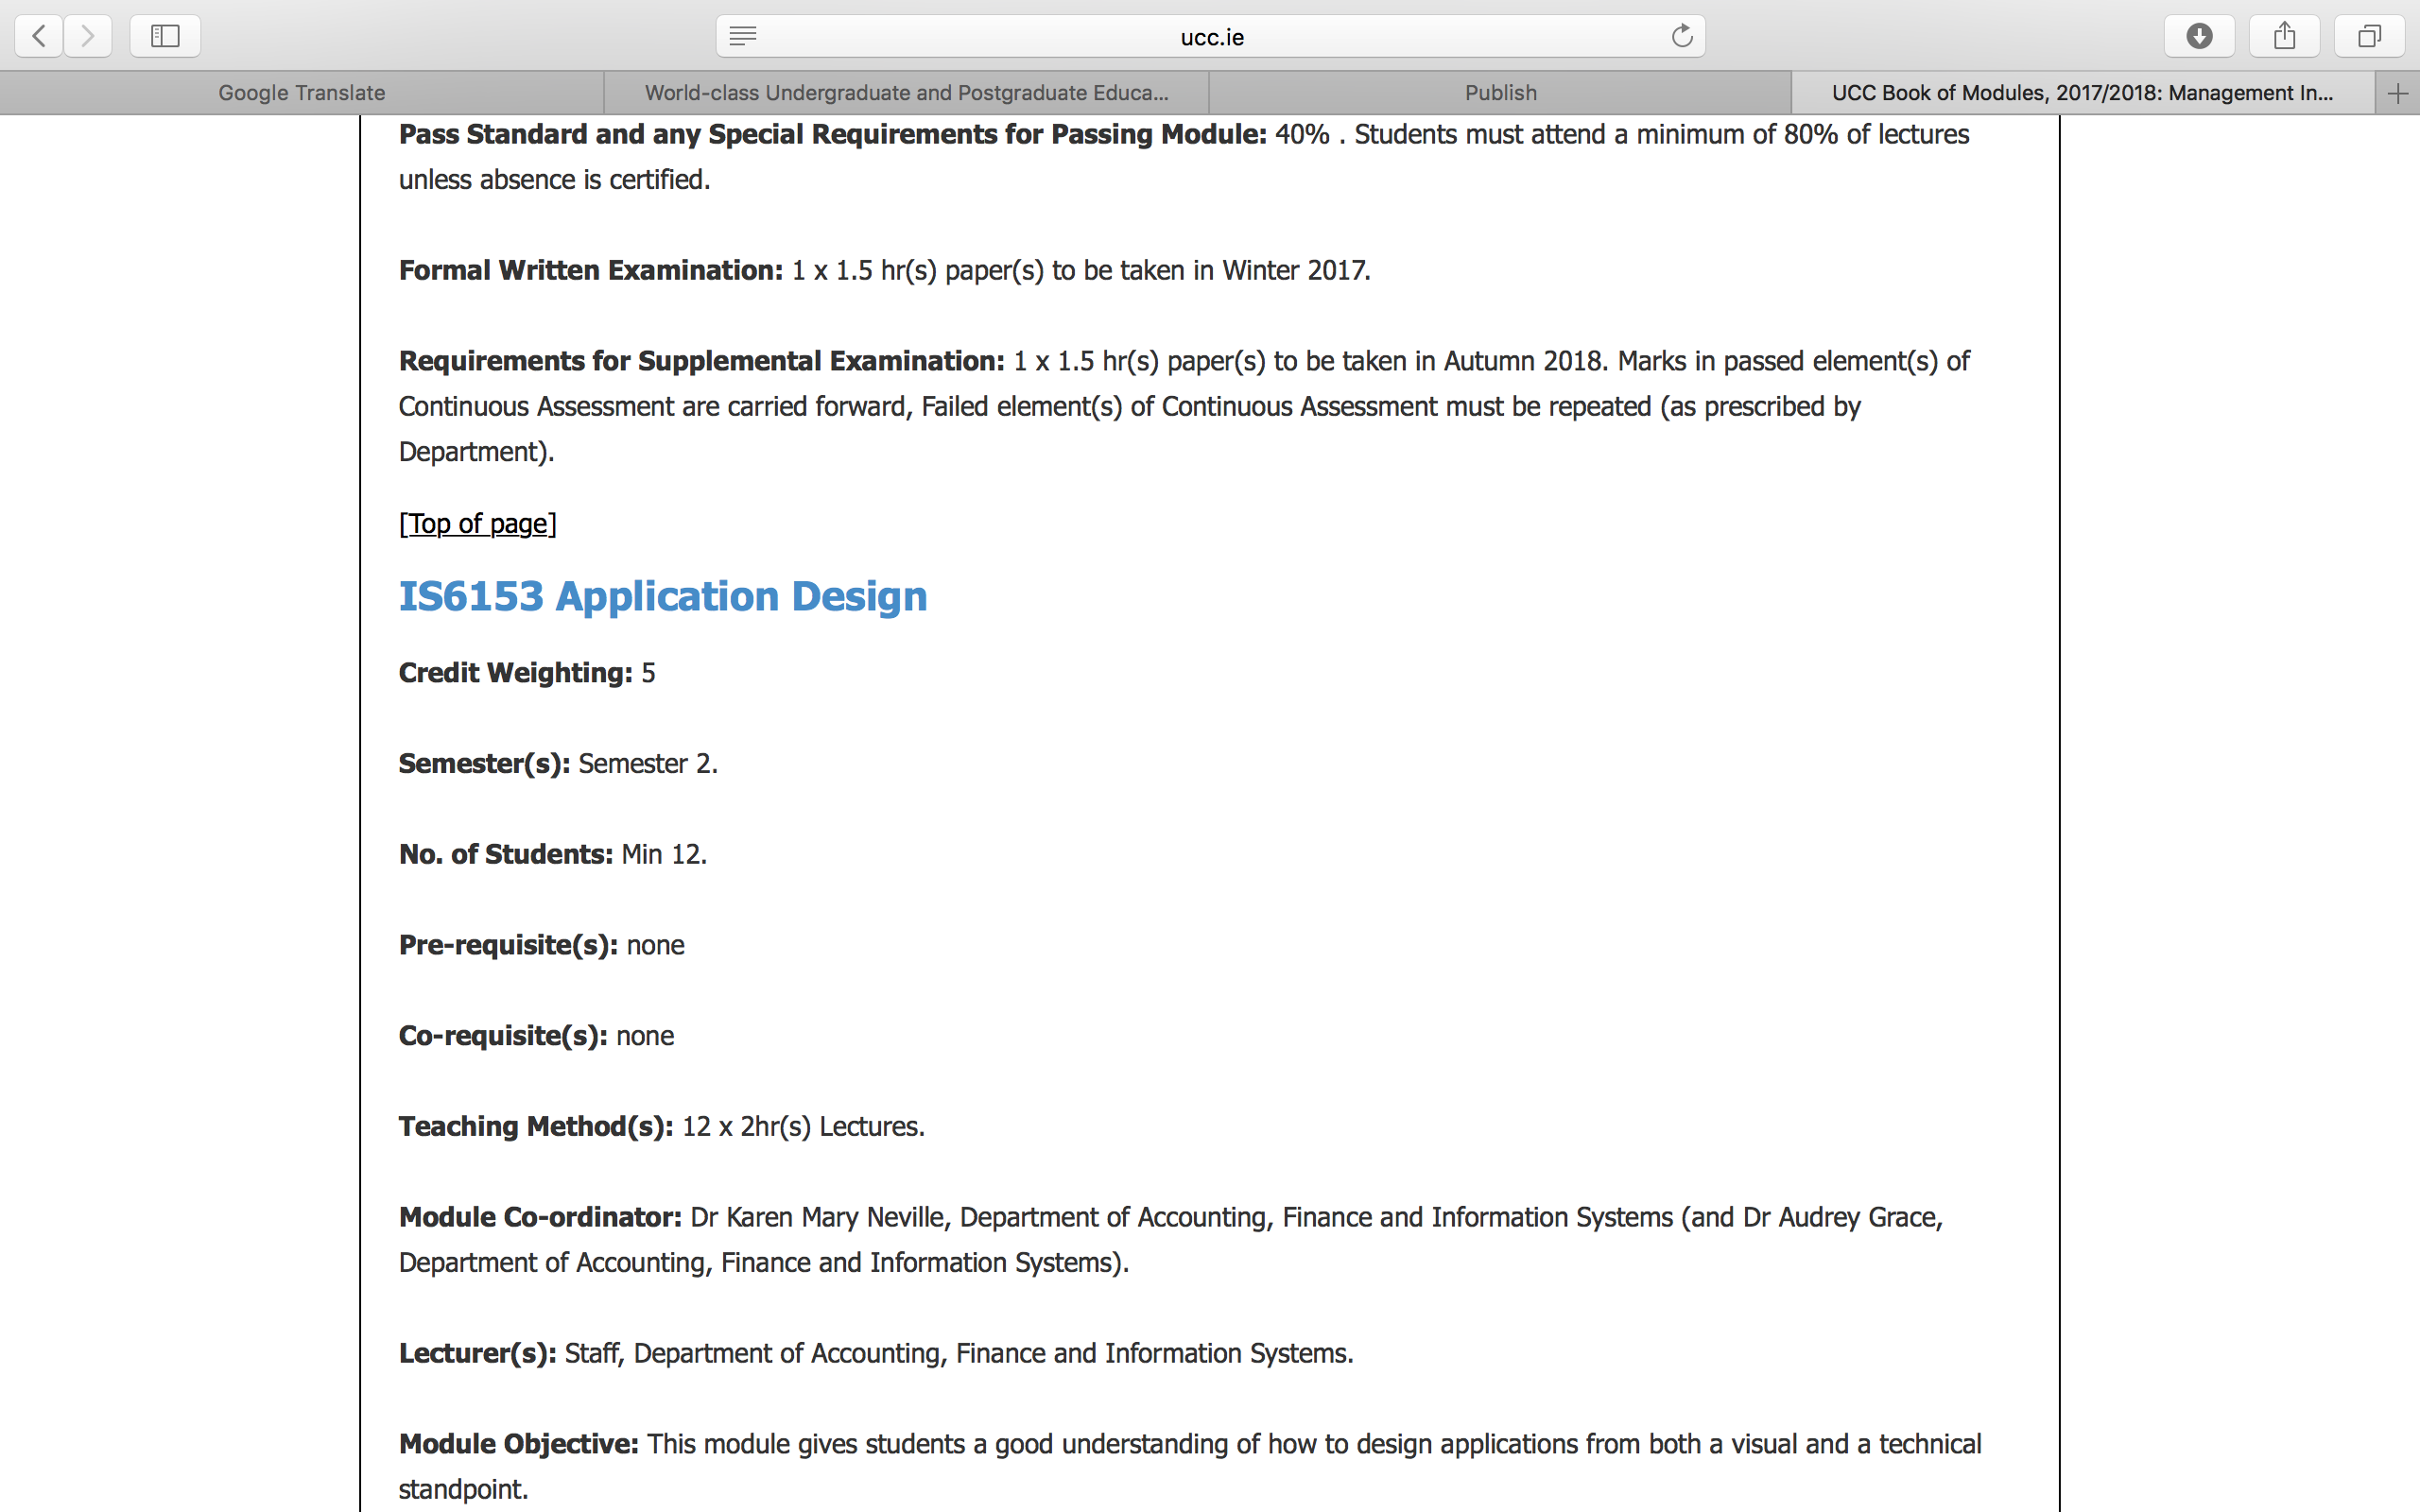 ucc.ie
Google Translate
World-class Undergraduate and Postgraduate Educa...
Publish
UCC Book of Modules, 2017/2018: Management In...
Pass Standard and any Special Requirements for Passing Module: 40% . Students must attend a minimum of 80% of lectures
unless absence is certified.
Formal Written Examination: 1 x 1.5 hr(s) paper(s) to be taken in Winter 2017.
Requirements for Supplemental Examination: 1 x 1.5 hr(s) paper(s) to be taken in Autumn 2018. Marks in passed element(s) of
Continuous Assessment are carried forward, Failed element(s) of Continuous Assessment must be repeated (as prescribed by
Department).
[Top of page]
IS6153 Application Design
Credit Weighting: 5
Semester(s): Semester 2.
No. of Students: Min 12.
Pre-requisite(s): none
Co-requisite(s): none
Teaching Method(s): 12 x 2hr(s) Lectures.
Module Co-ordinator: Dr Karen Mary Neville, Department of Accounting, Finance and Information Systems (and Dr Audrey Grace,
Department of Accounting, Finance and Information Systems).
Lecturer(s): Staff, Department of Accounting, Finance and Information Systems.
Module Objective: This module gives students a good understanding of how to design applications from both a visual and a technical
standpoint.